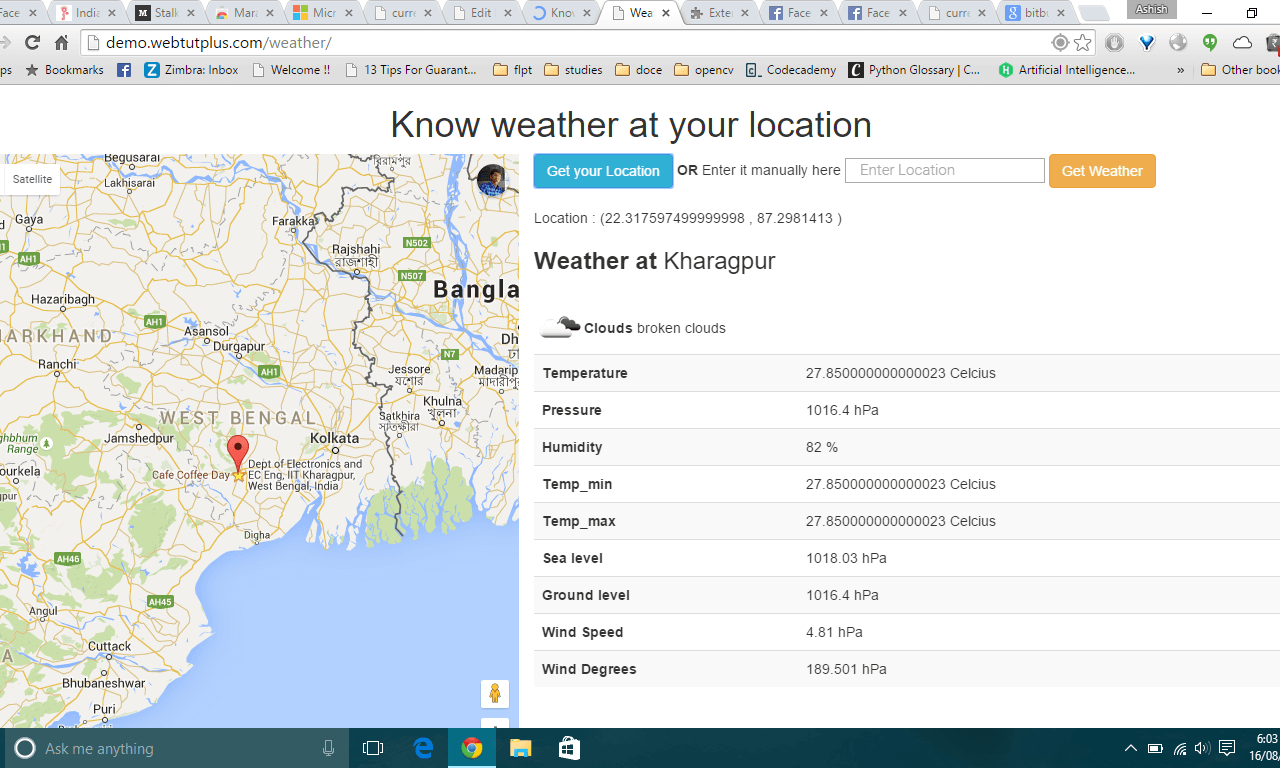 Face
India
Stalk
Mara
Micr
curre
Edit
Know
Wea
Exte
Face
Face
curre
bitbu
Ashish
demo.webtutplus.com/weather/
ps Bookmarks Zimbra: Inbox Welcome !! 13 Tips For Guarant... flpt studies doce opencv Codecademy Python Glossary | C... Artificial Intelligence... » Other book
Know weather at your location
Get your Location OR Enter it manually here Enter Location Get Weather
Location : (22.317597499999998 , 87.2981413 )
Weather at Kharagpur
Clouds broken clouds
Temperature 27.850000000000023 Celcius
Pressure 1016.4 hPa
Humidity 82 %
Temp_min 27.850000000000023 Celcius
Temp_max 27.850000000000023 Celcius
Sea level 1018.03 hPa
Ground level 1016.4 hPa
Wind Speed 4.81 hPa
Wind Degrees 189.501 hPa
Satellite
Begusarai
Lakhisarai
Gaya
Farakka
N502
Rajshahi
রাজশাহী
AH1
N507
Hazaribagh
Bangla
AH1
ARKHAND
Asansol
Durgapur
Dh
N7
Ranchi
AH1
Jessore
যশোর
Madarip
মাদারীপু
Khulna
খুলনা
WEST BENGAL
Satkhira
সাতক্ষীরা
Jamshedpur
Kolkata
ghbhum
Range
Dept of Electronics and
EC Eng, IIT Kharagpur,
West Bengal, India
Cafe Coffee Day
ourkela
Digha
AH46
AH45
Angul
Cuttack
Bhubaneshwar
Puri
Ask me anything
6:03
16/08/